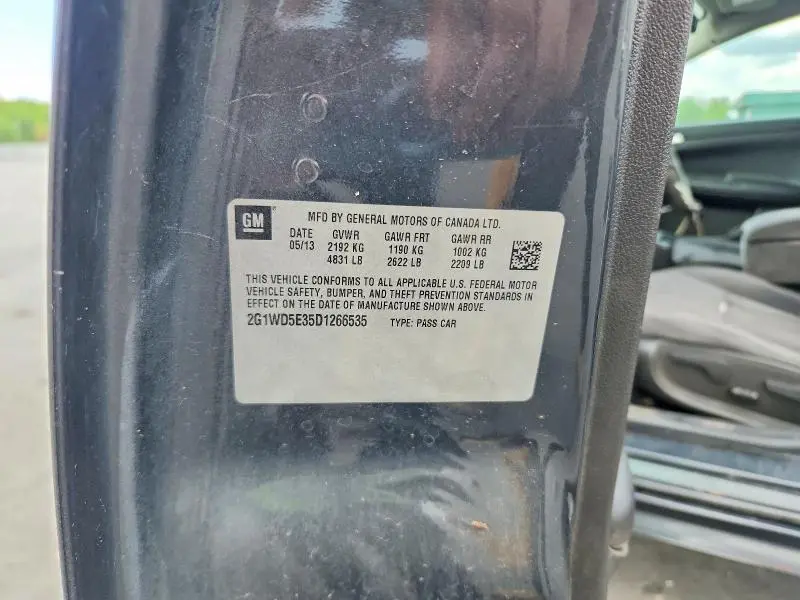 GM
MFD BY GENERAL MOTORS OF CANADA LTD.
DATE GVWR GAWR FRT GAWR RR
05/13 2192 KG 1190 KG 1002 KG
4831 LB 2622 LB 2209 LB
THIS VEHICLE CONFORMS TO ALL APPLICABLE U.S. FEDERAL MOTOR
VEHICLE SAFETY, BUMPER, AND THEFT PREVENTION STANDARDS IN
EFFECT ON THE DATE OF MANUFACTURE SHOWN ABOVE.
2G1WD5E35D1266535 TYPE: PASS CAR